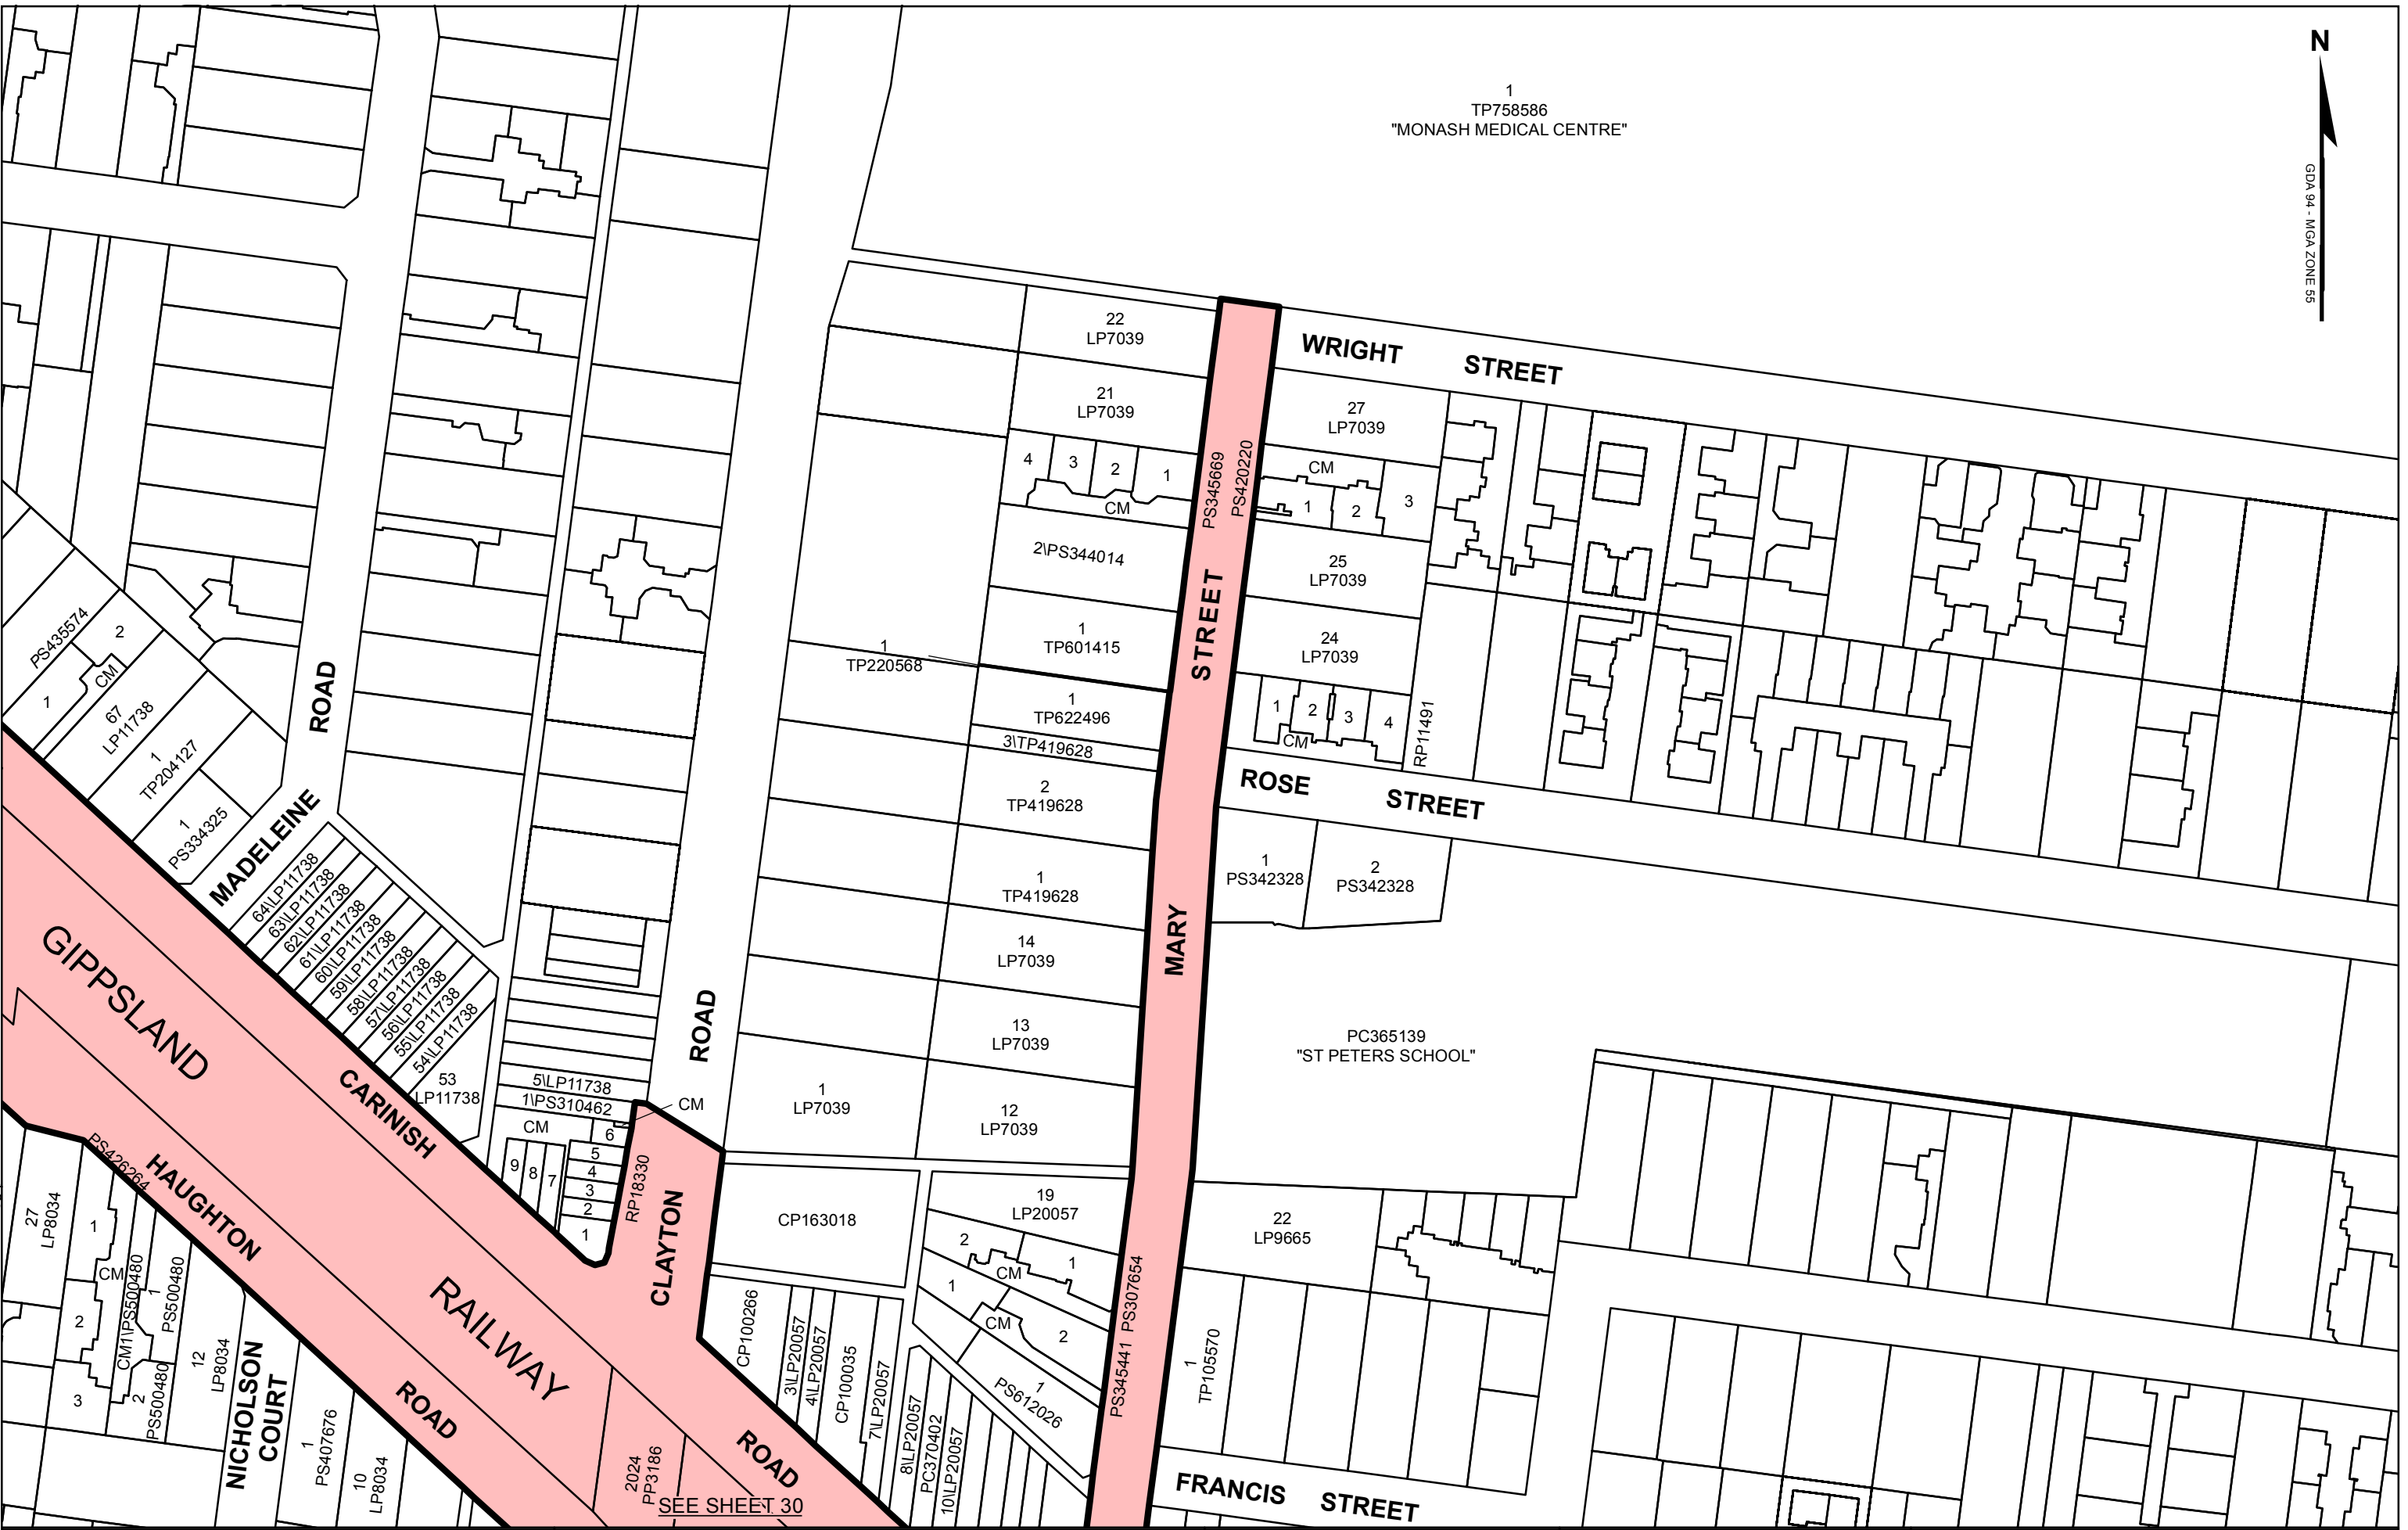 N
GDA 94 - MGA ZONE 55
1
TP758586
"MONASH MEDICAL CENTRE"
WRIGHT STREET
22
LP7039
21
LP7039
4
3
2
1
CM
2\PS344014
1
TP601415
1
TP220568
1
TP622496
3\TP419628
2
TP419628
1
TP419628
14
LP7039
13
LP7039
12
LP7039
1
LP7039
PS345669
PS420220
MARY STREET
27
LP7039
CM
1
2
3
25
LP7039
24
LP7039
1
2
3
4
CM
RP11491
ROSE STREET
1
PS342328
2
PS342328
PC365139
"ST PETERS SCHOOL"
PS435574
2
CM
1
67
LP11738
1
TP204127
1
PS334325
MADELEINE ROAD
64\LP11738
63\LP11738
62\LP11738
61\LP11738
60\LP11738
59\LP11738
58\LP11738
57\LP11738
56\LP11738
55\LP11738
54\LP11738
53
LP11738
5\LP11738
1\PS310462
CM
CM
6
5
4
3
2
1
9
8
7
RP18330
CLAYTON ROAD
GIPPSLAND RAILWAY
CARINISH ROAD
HAUGHTON ROAD
PS426264
27
LP8034
1
CM
2
3
CM1\PS500480
1
PS500480
2
PS500480
12
LP8034
NICHOLSON
COURT
1
PS407676
10
LP8034
2024
PP3186
SEE SHEET 30
CP163018
CP100266
3\LP20057
4\LP20057
CP100035
7\LP20057
8\LP20057
PC370402
10\LP20057
19
LP20057
2
1
CM
1
CM
2
1
PS612026
PS345441
PS307654
22
LP9665
1
TP105570
FRANCIS STREET